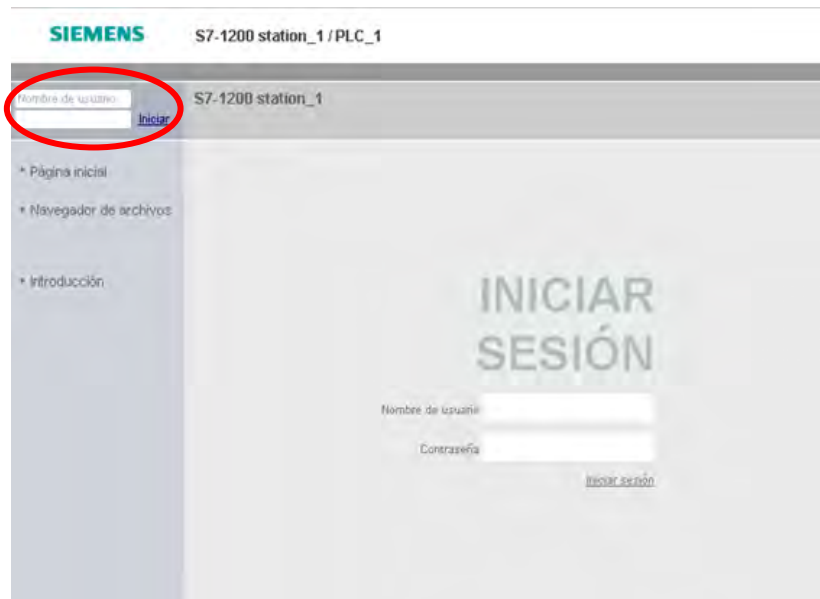 SIEMENS
S7-1200 station_1 / PLC_1
Nombre de usuario
S7-1200 station_1
Iniciar
Página inicial
Navegador de archivos
Introducción
INICIAR
SESIÓN
Nombre de usuario
Contraseña
Iniciar sesión